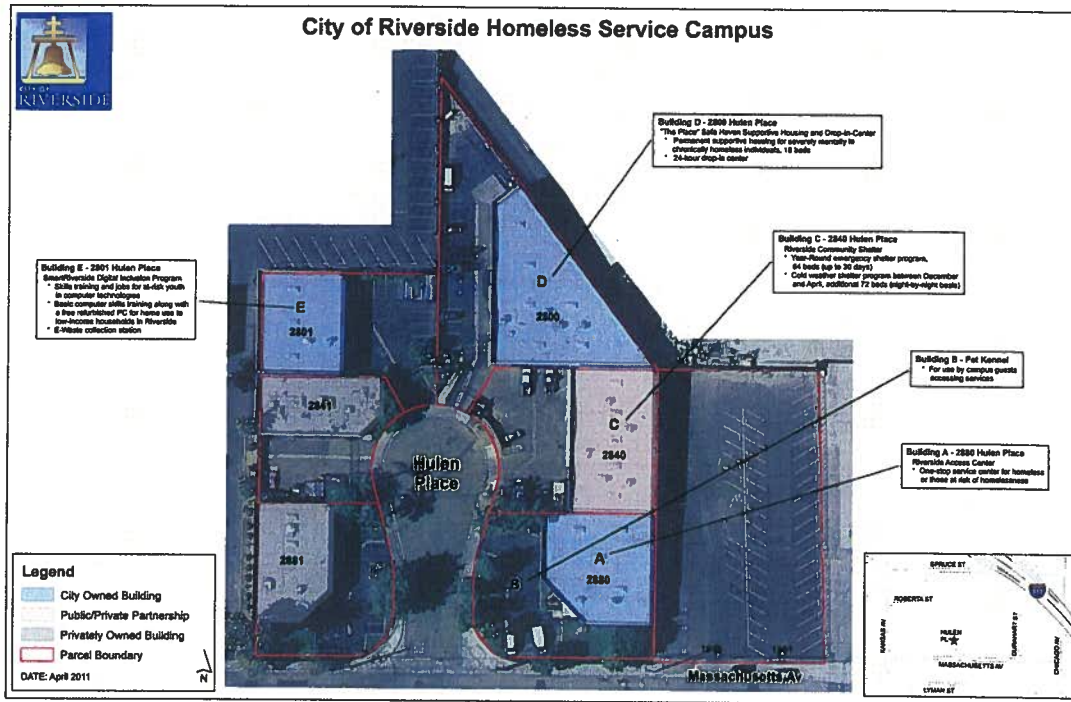 City of Riverside Homeless Service Campus
CITY OF
RIVERSIDE
Building D - 2800 Hulen Place
"The Place" Safe Haven Supportive Housing and Drop-in-Center
* Permanent supportive housing for severely mentally ill
chronically homeless individuals,
beds
* 24-hour drop-in center
Building C - 2840 Hulen Place
Riverside Community Shelter
* Year-Round emergency shelter program,
64 beds (up to 30 days)
* Cold weather shelter program between December
and April, additional 72 beds (night-by-night beds)
Building E - 2801 Hulen Place
SmartRiverside Digital Inclusion Program
* Skills training and jobs for at-risk youth
in computer technologies
* Basic computer skills training along with
a free refurbished PC for home use to
low-income households in Riverside
* E-Waste collection station
Building B - Pet Kennel
* For use by campus guests
accessing services
Building A - 2880 Hulen Place
Riverside Access Center
* One-stop service center for homeless
or those at risk of homelessness
D
2800
E
2801
2841
C
2840
Hulen
Place
2881
A
2880
B
Massachusetts Av
Legend
City Owned Building
Public/Private Partnership
Privately Owned Building
Parcel Boundary
DATE: April 2011
N
SPRUCE ST
ROBERTA ST
KANSAS AV
HULEN
PL
DURAHART ST
CHICAGO AV
MASSACHUSETTS AV
LYMAN ST